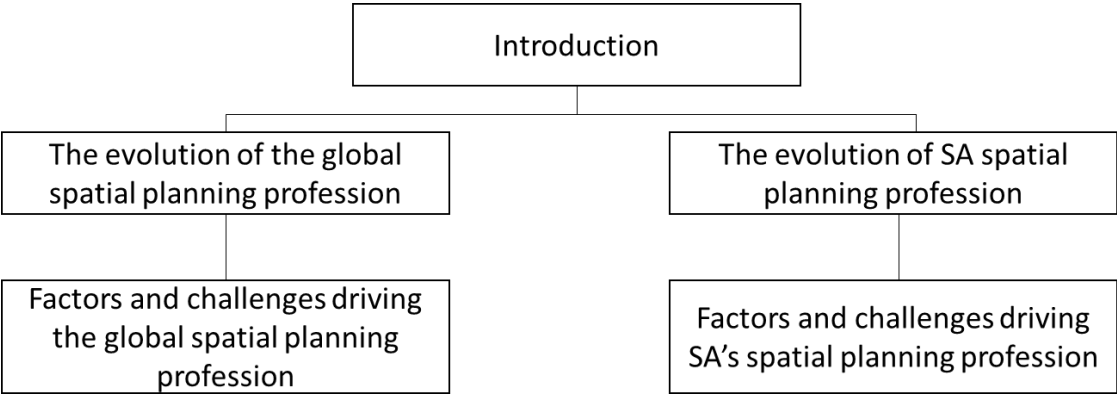 Introduction
The evolution of the global
spatial planning profession
The evolution of SA spatial
planning profession
Factors and challenges driving
the global spatial planning
profession
Factors and challenges driving
SA’s spatial planning profession